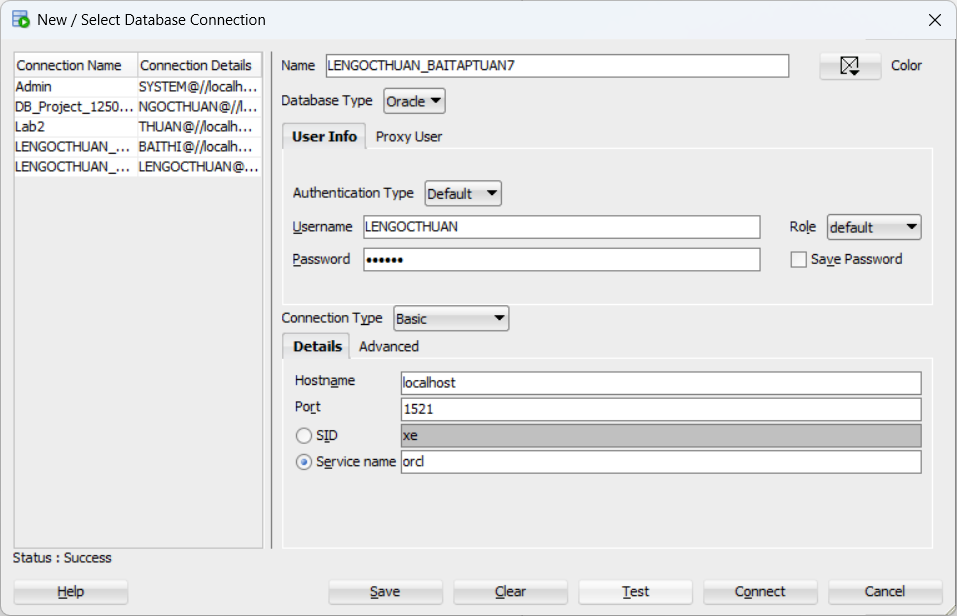 New / Select Database Connection
Connection Name Connection Details
Admin SYSTEM@//localh...
DB_Project_1250... NGOCTHUAN@//l...
Lab2 THUAN@//localh...
LENGOCTHUAN_... BAITHI@//localh...
LENGOCTHUAN_... LENGOCTHUAN@...
Name LENGOCTHUAN_BAITAPTUAN7 Color
Database Type Oracle
User Info Proxy User
Authentication Type Default
Username LENGOCTHUAN Role default
Password •••••• Save Password
Connection Type Basic
Details Advanced
Hostname localhost
Port 1521
SID xe
Service name orcl
Status : Success
Help Save Clear Test Connect Cancel